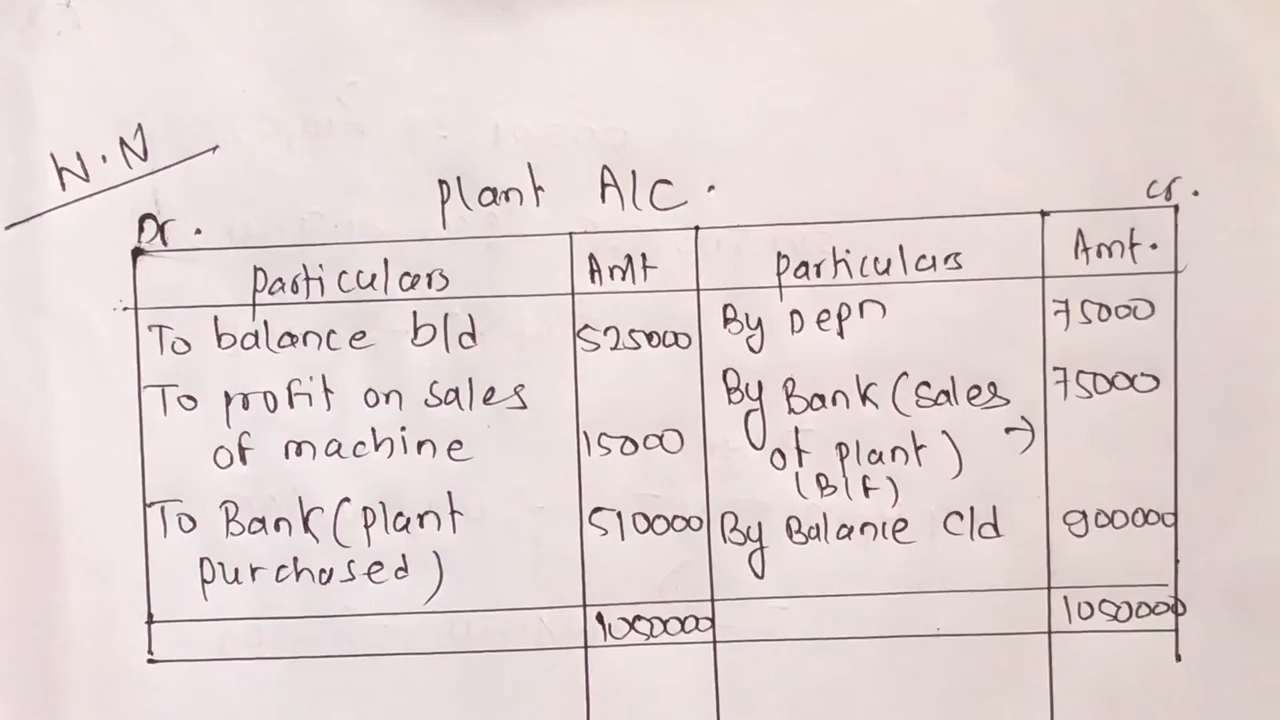 W.N
Plant A/C.
Dr. Cr.
Particulars Amt Particulars Amt.
To balance b/d 525000 By Depn 75000
To profit on sales By Bank (sales 75000
of machine 15000 of plant) →
(B/F)
To Bank (plant 510000 By Balance C/d 900000
purchased)
1050000 1050000